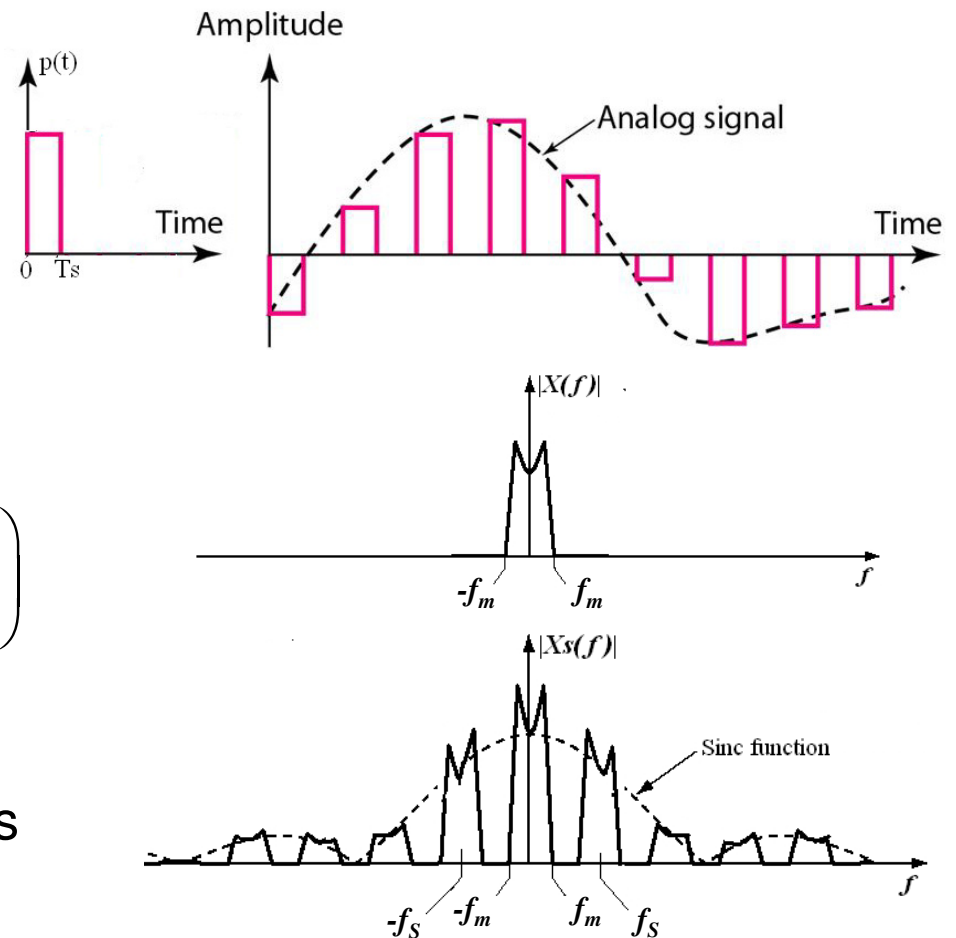 Amplitude
p(t)
Analog signal
Time
Time
0 Ts
|X(f)|
f
-fm fm
|Xs(f)|
Sinc function
s
f
-fS -fm fm fS